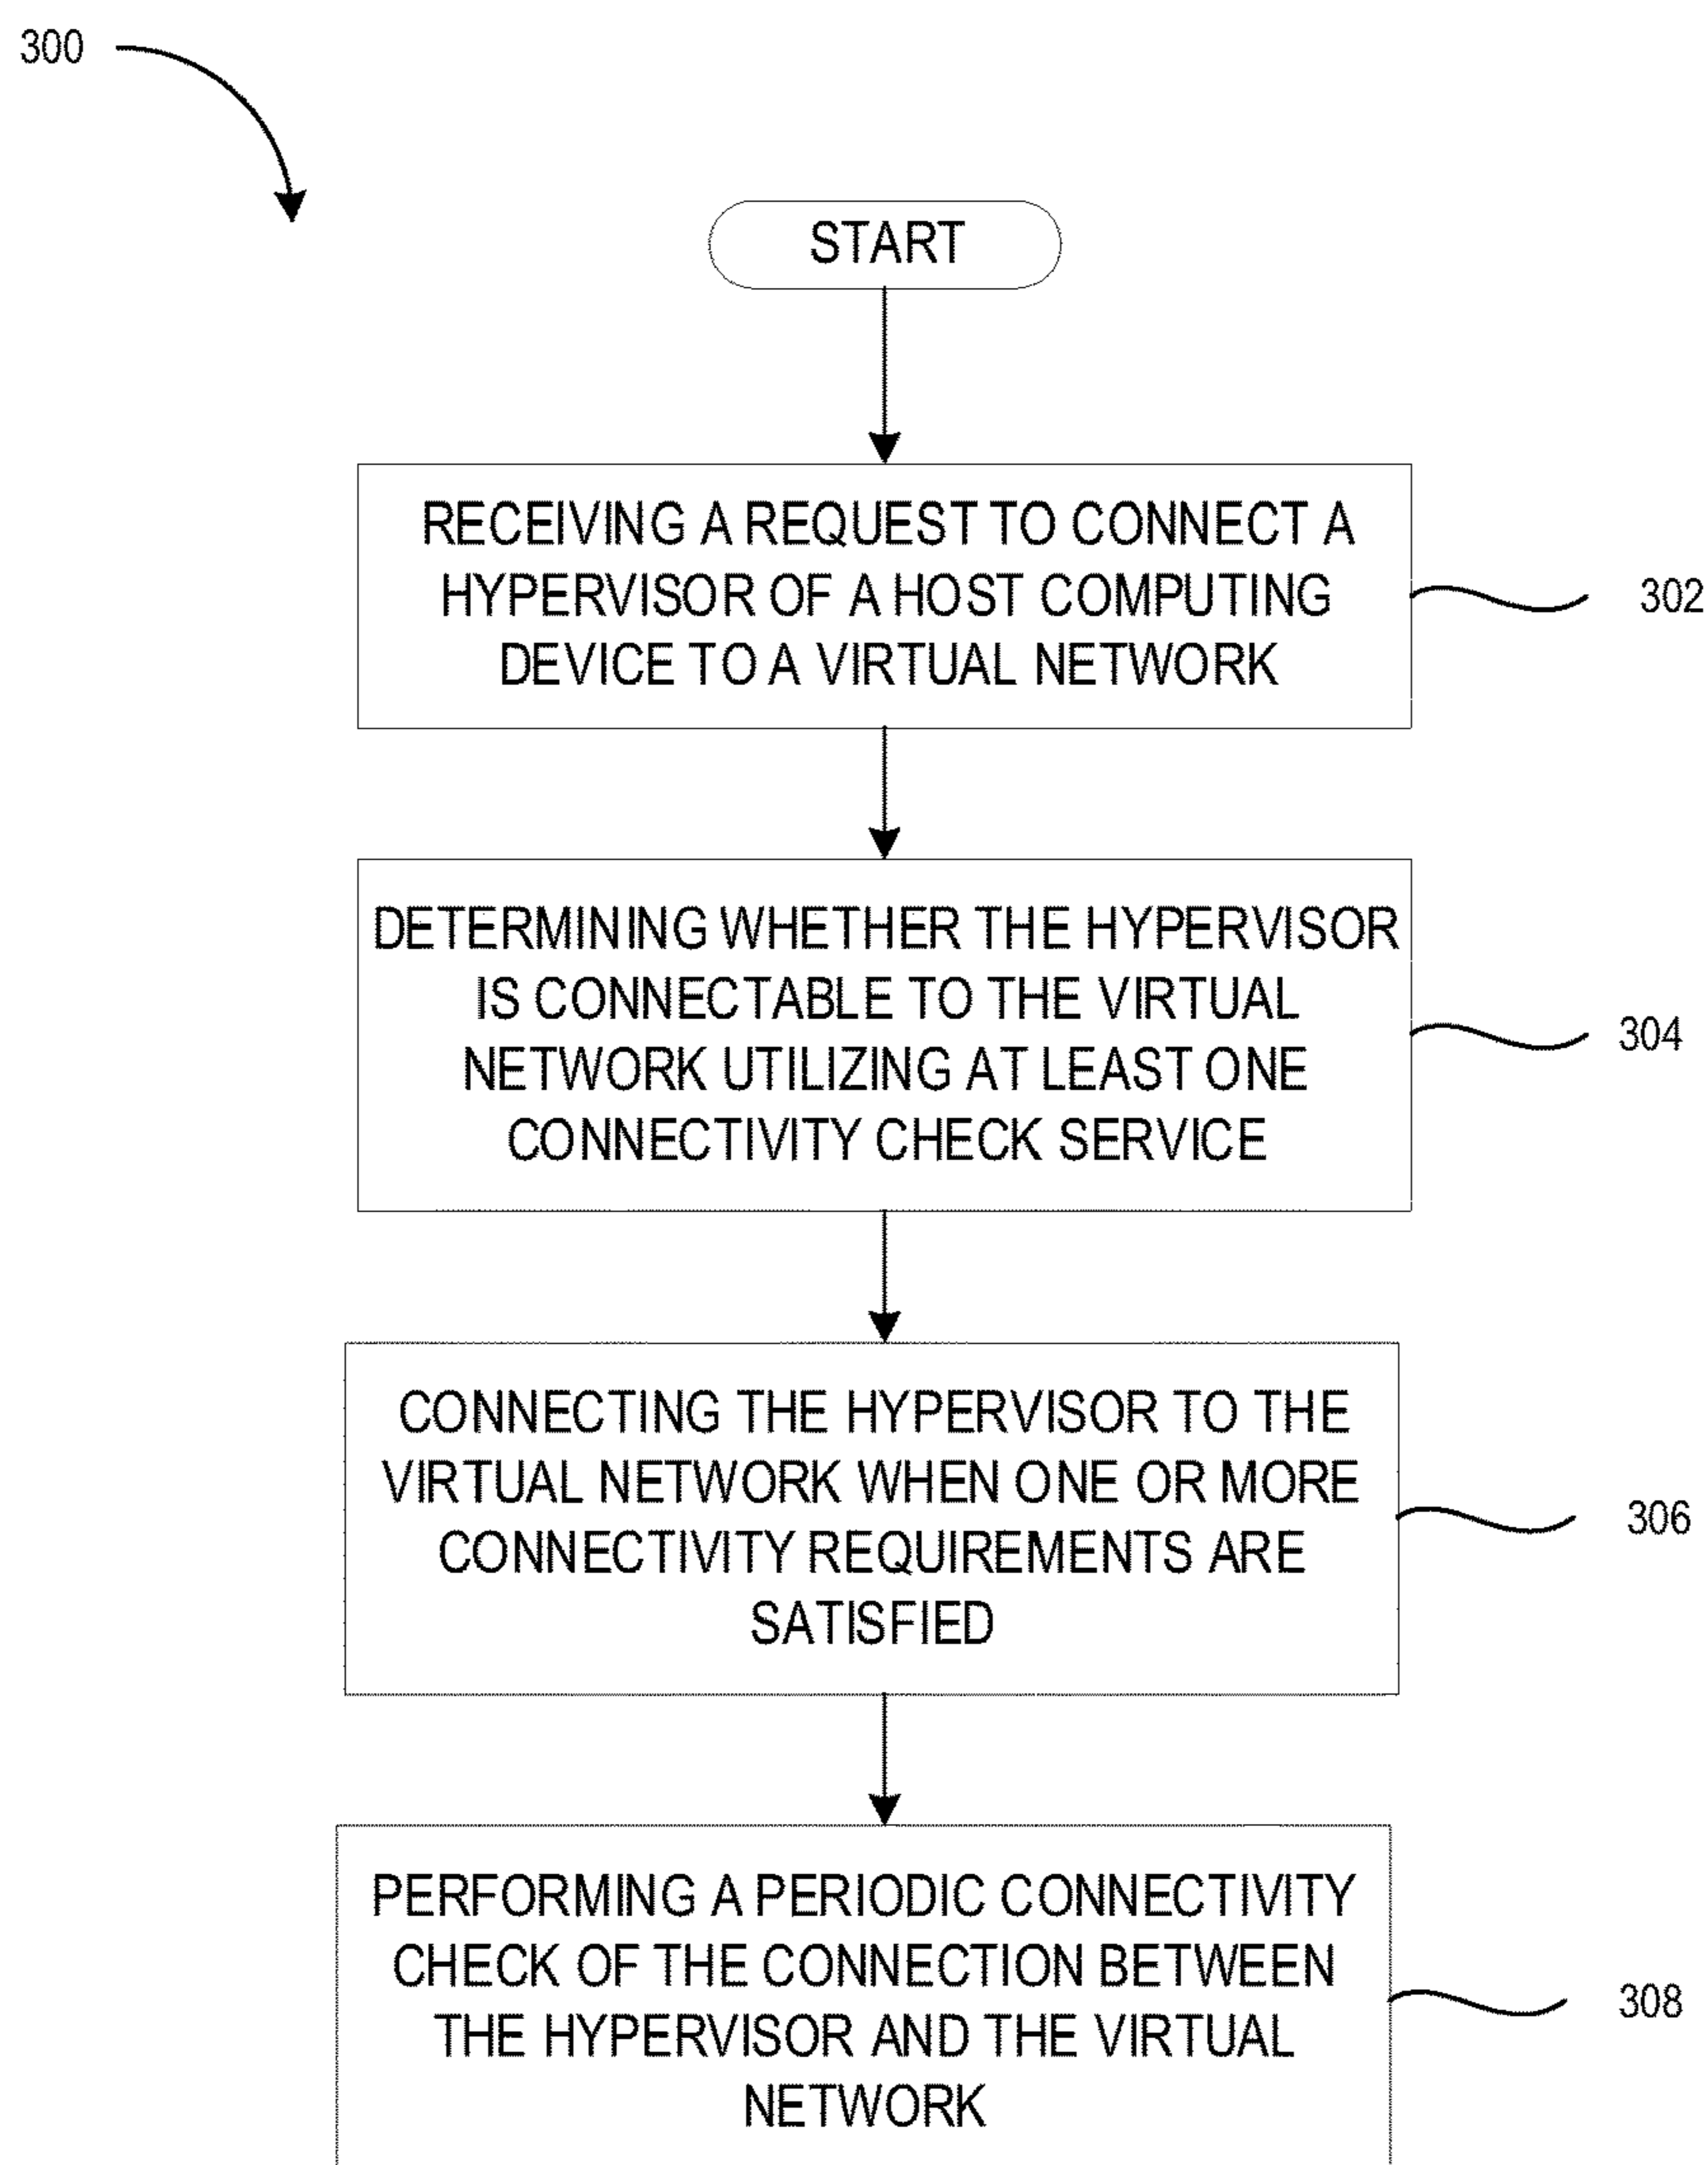 300
START
RECEIVING A REQUEST TO CONNECT A
HYPERVISOR OF A HOST COMPUTING
DEVICE TO A VIRTUAL NETWORK
302
DETERMINING WHETHER THE HYPERVISOR
IS CONNECTABLE TO THE VIRTUAL
NETWORK UTILIZING AT LEAST ONE
CONNECTIVITY CHECK SERVICE
304
CONNECTING THE HYPERVISOR TO THE
VIRTUAL NETWORK WHEN ONE OR MORE
CONNECTIVITY REQUIREMENTS ARE
SATISFIED
306
PERFORMING A PERIODIC CONNECTIVITY
CHECK OF THE CONNECTION BETWEEN
THE HYPERVISOR AND THE VIRTUAL
NETWORK
308